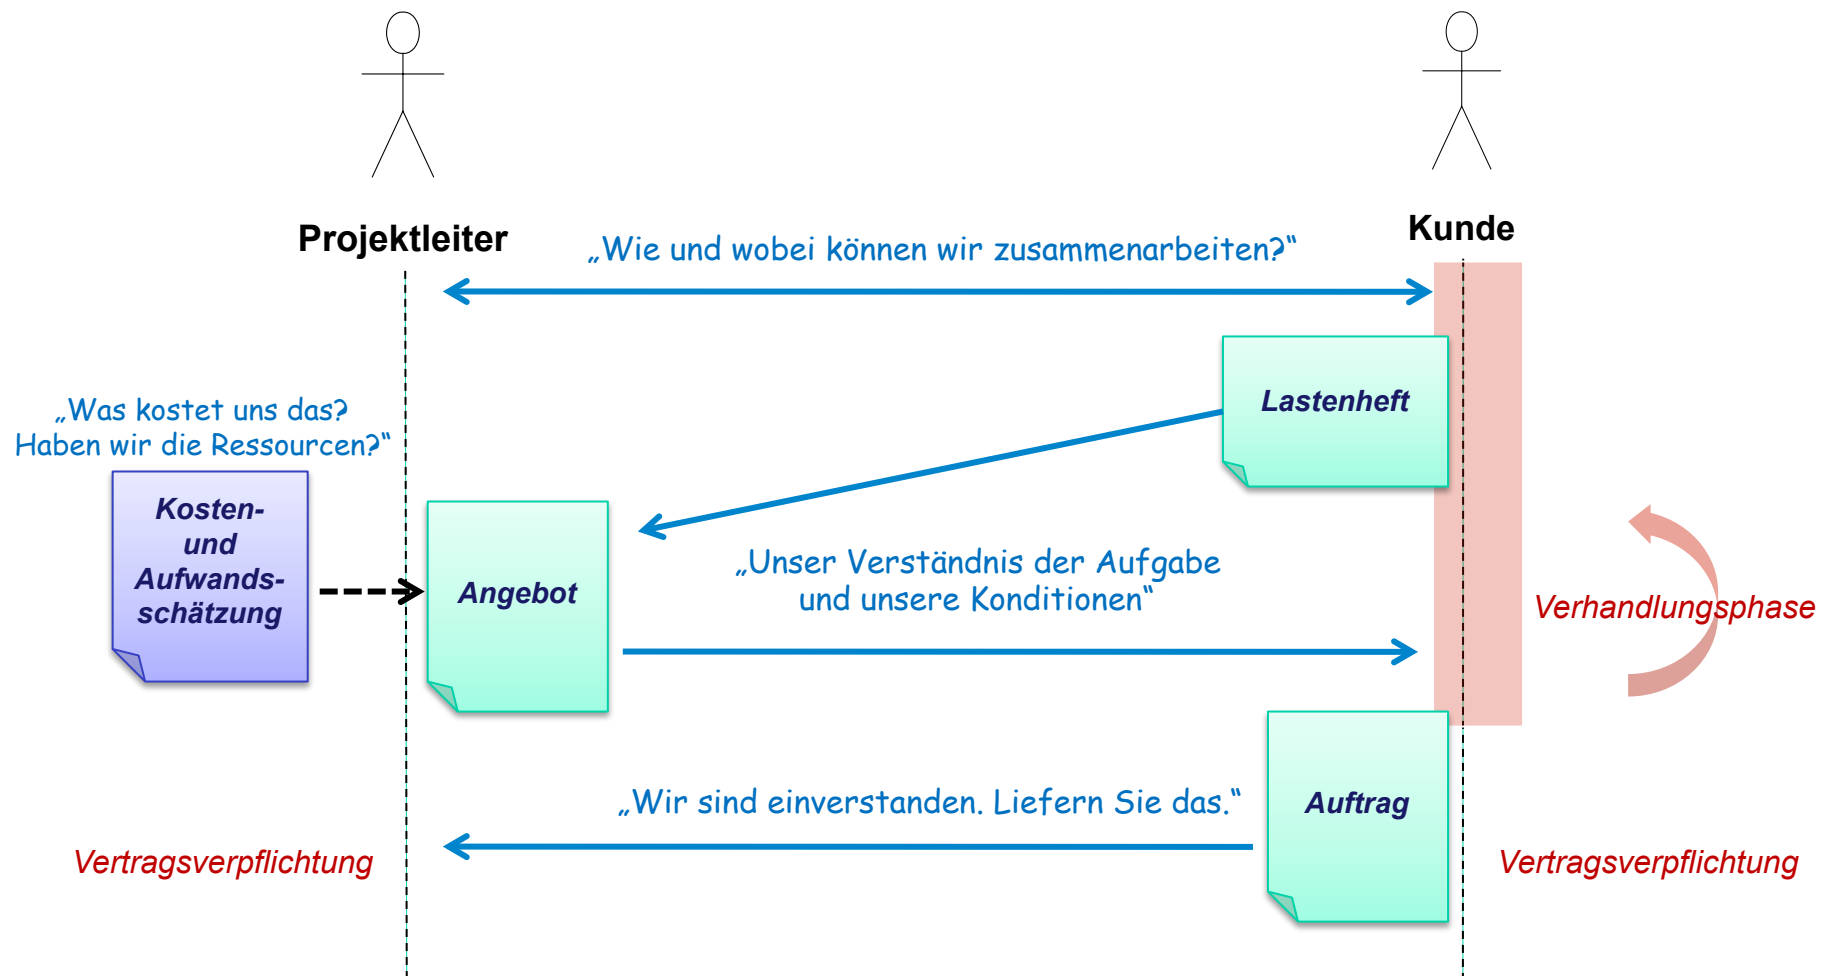 Projektleiter
Kunde
„Wie und wobei können wir zusammenarbeiten?“
Lastenheft
„Was kostet uns das?
Haben wir die Ressourcen?“
Kosten-
und
Aufwands-
schätzung
Angebot
„Unser Verständnis der Aufgabe
und unsere Konditionen“
Verhandlungsphase
„Wir sind einverstanden. Liefern Sie das.“
Auftrag
Vertragsverpflichtung
Vertragsverpflichtung